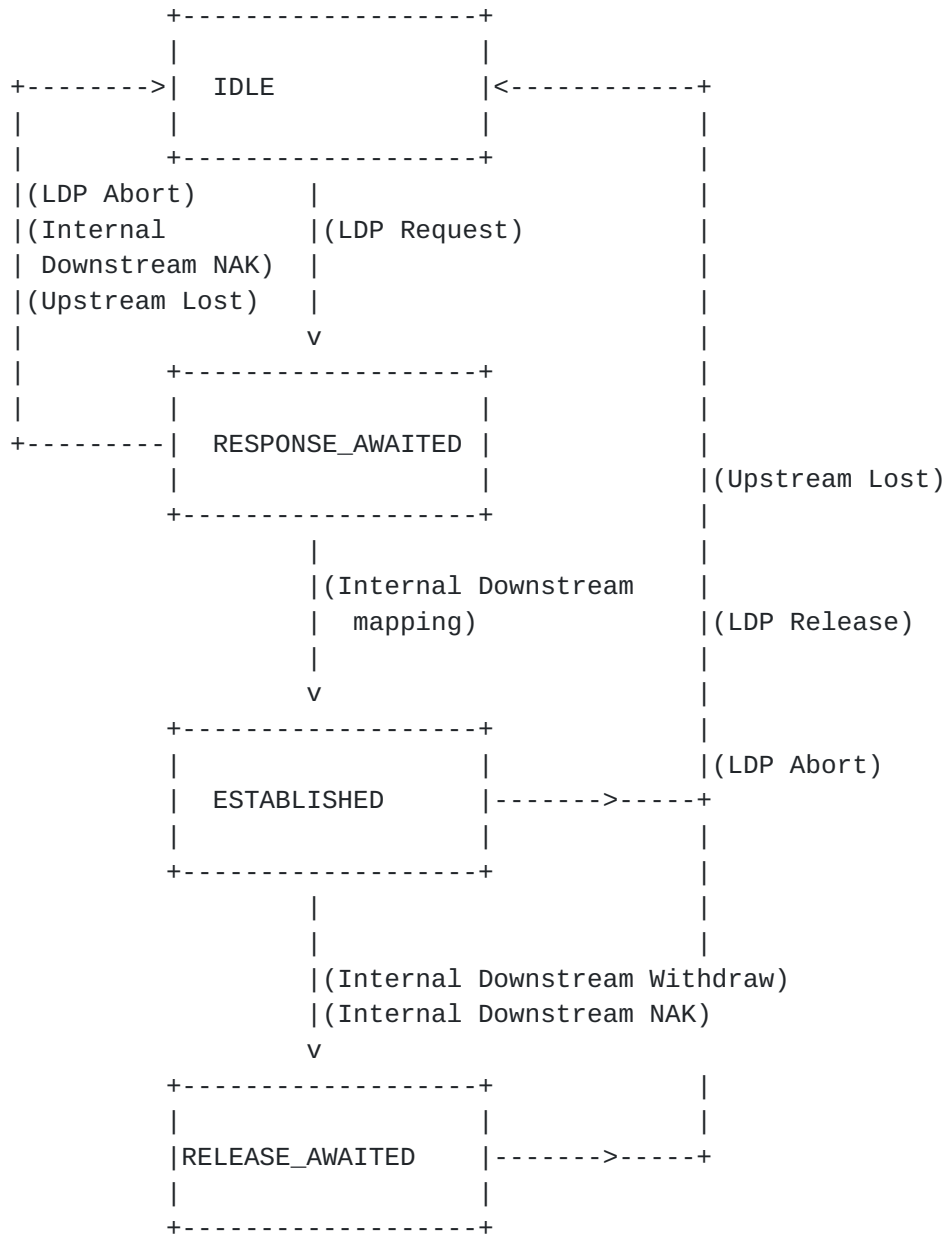 IDLE
(LDP Abort)
(Internal (LDP Request)
Downstream NAK)
(Upstream Lost)
v
RESPONSE_AWAITED
(Upstream Lost)
(Internal Downstream
mapping) (LDP Release)
v
(LDP Abort)
ESTABLISHED
(Internal Downstream Withdraw)
(Internal Downstream NAK)
v
RELEASE_AWAITED